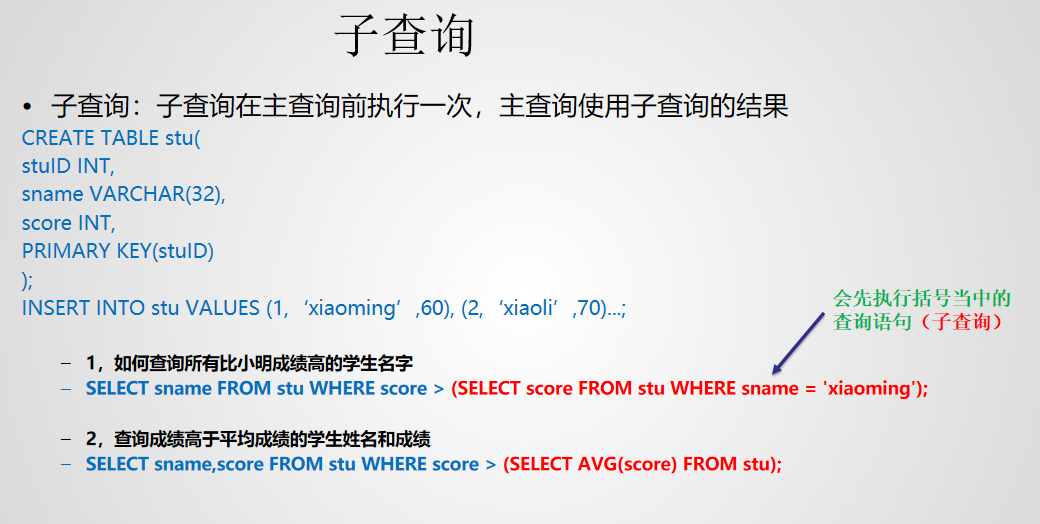 子查询
• 子查询：子查询在主查询前执行一次，主查询使用子查询的结果
CREATE TABLE stu(
stuID INT,
sname VARCHAR(32),
score INT,
PRIMARY KEY(stuID)
);
INSERT INTO stu VALUES (1,‘xiaoming’,60), (2,‘xiaoli’,70)...;
会先执行括号当中的
查询语句（子查询）
– 1，如何查询所有比小明成绩高的学生名字
– SELECT sname FROM stu WHERE score > (SELECT score FROM stu WHERE sname = 'xiaoming');
– 2，查询成绩高于平均成绩的学生姓名和成绩
– SELECT sname,score FROM stu WHERE score > (SELECT AVG(score) FROM stu);